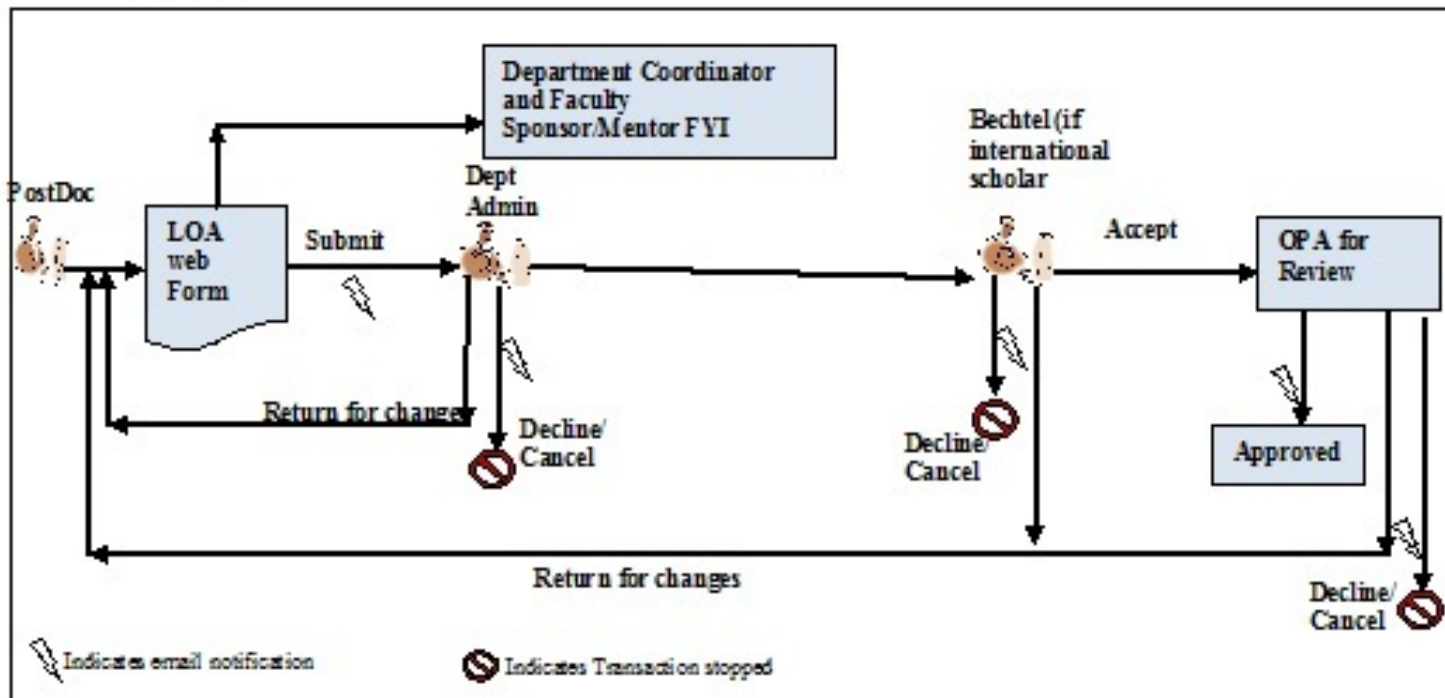 Department Coordinator
and Faculty
Sponsor/Mentor FYI
Bechtel (if
international
scholar
PostDoc
Dept
Admin
LOA
web
Form
Submit
Accept
OPA for
Review
Return for changes
Decline/
Cancel
Decline/
Cancel
Approved
Return for changes
Decline/
Cancel
Indicates email notification
Indicates Transaction stopped